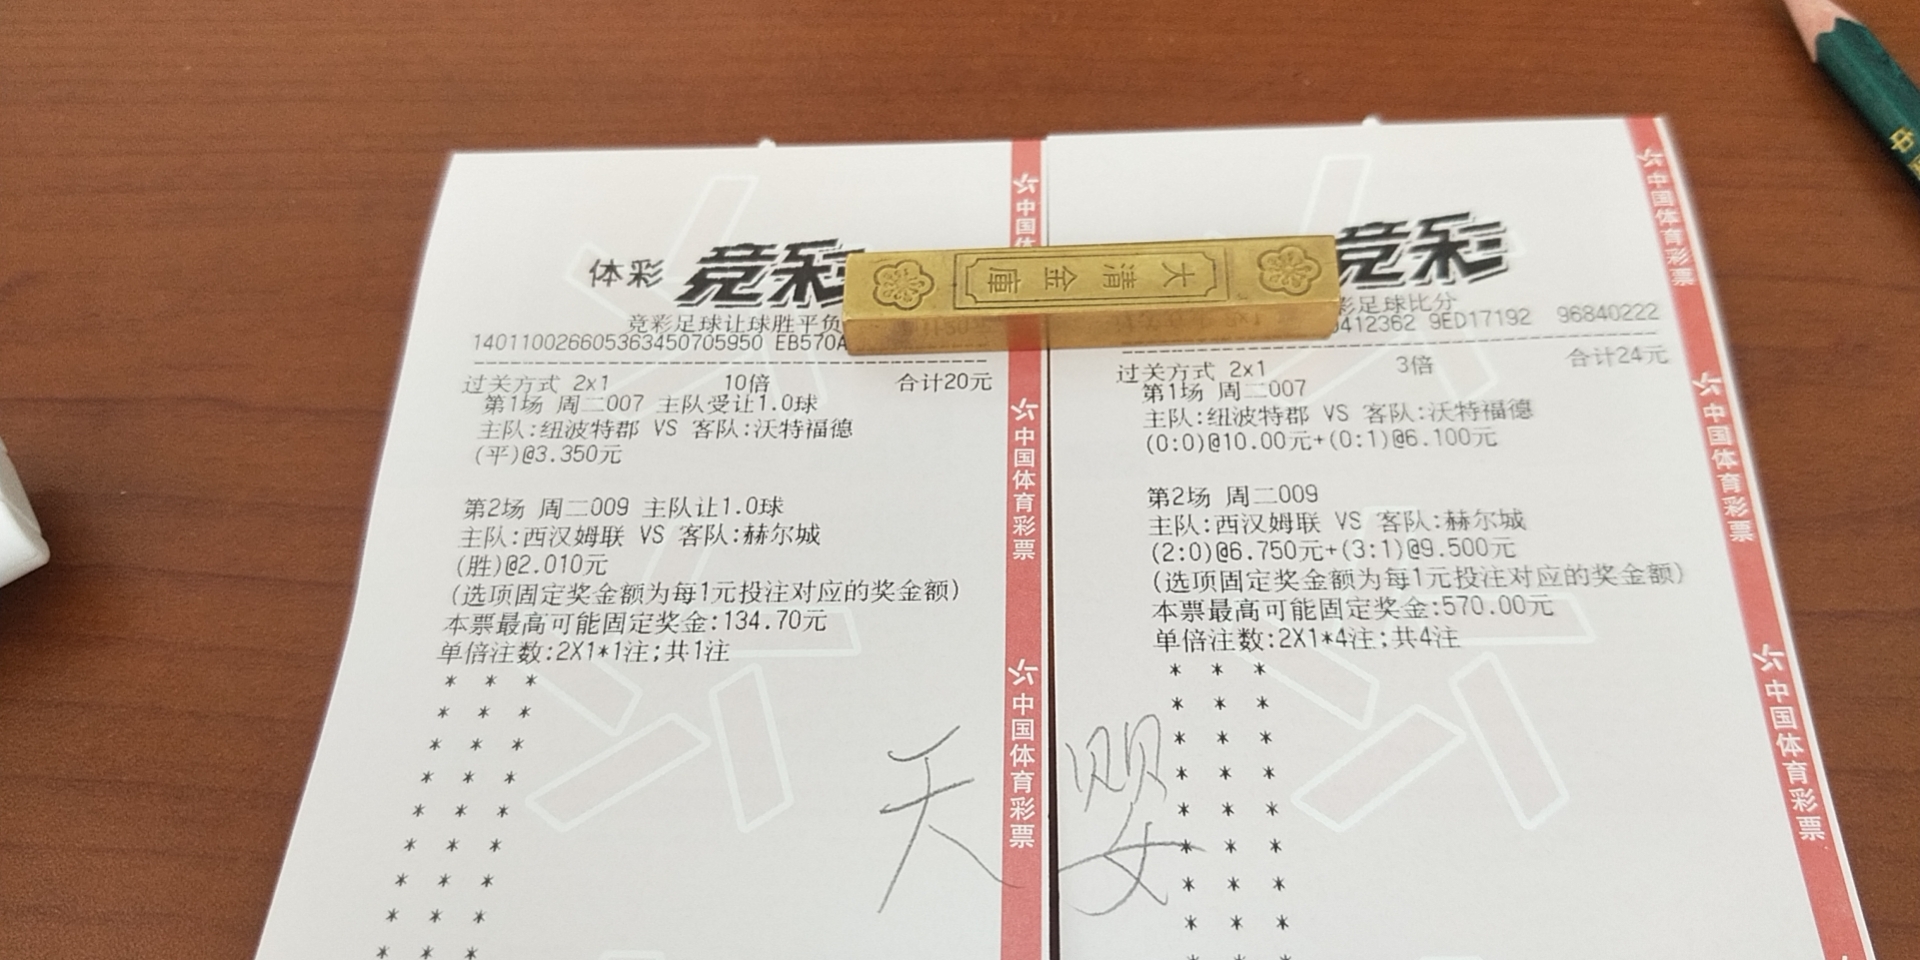 体彩 竞彩
竞彩足球让球胜平负
140110026605363450705950 EB570A
过关方式 2x1 10倍 合计20元
第1场 周二007 主队受让1.0球
主队:纽波特郡 VS 客队:沃特福德
(平)@3.350元
第2场 周二009 主队让1.0球
主队:西汉姆联 VS 客队:赫尔城
(胜)@2.010元
(选项固定奖金额为每1元投注对应的奖金额)
本票最高可能固定奖金:134.70元
单倍注数:2X1*1注;共1注
* * *
* * *
* * *
* * *
* * *
* * *
* * *
* * *
* * *
天
中国体
中国体育彩票
中国体育彩票
大清金庫
竞彩
彩足球比分
0412362 9ED17192 96840222
过关方式 2x1 3倍 合计24元
第1场 周二007
主队:纽波特郡 VS 客队:沃特福德
(0:0)@10.00元+(0:1)@6.100元
第2场 周二009
主队:西汉姆联 VS 客队:赫尔城
(2:0)@6.750元+(3:1)@9.500元
(选项固定奖金额为每1元投注对应的奖金额)
本票最高可能固定奖金:570.00元
单倍注数:2X1*4注;共4注
* * *
* * *
* * *
* * *
* * *
* * *
* * *
* * *
* * *
婴
中国体育彩票
中国体育彩票
中国体育彩票
中